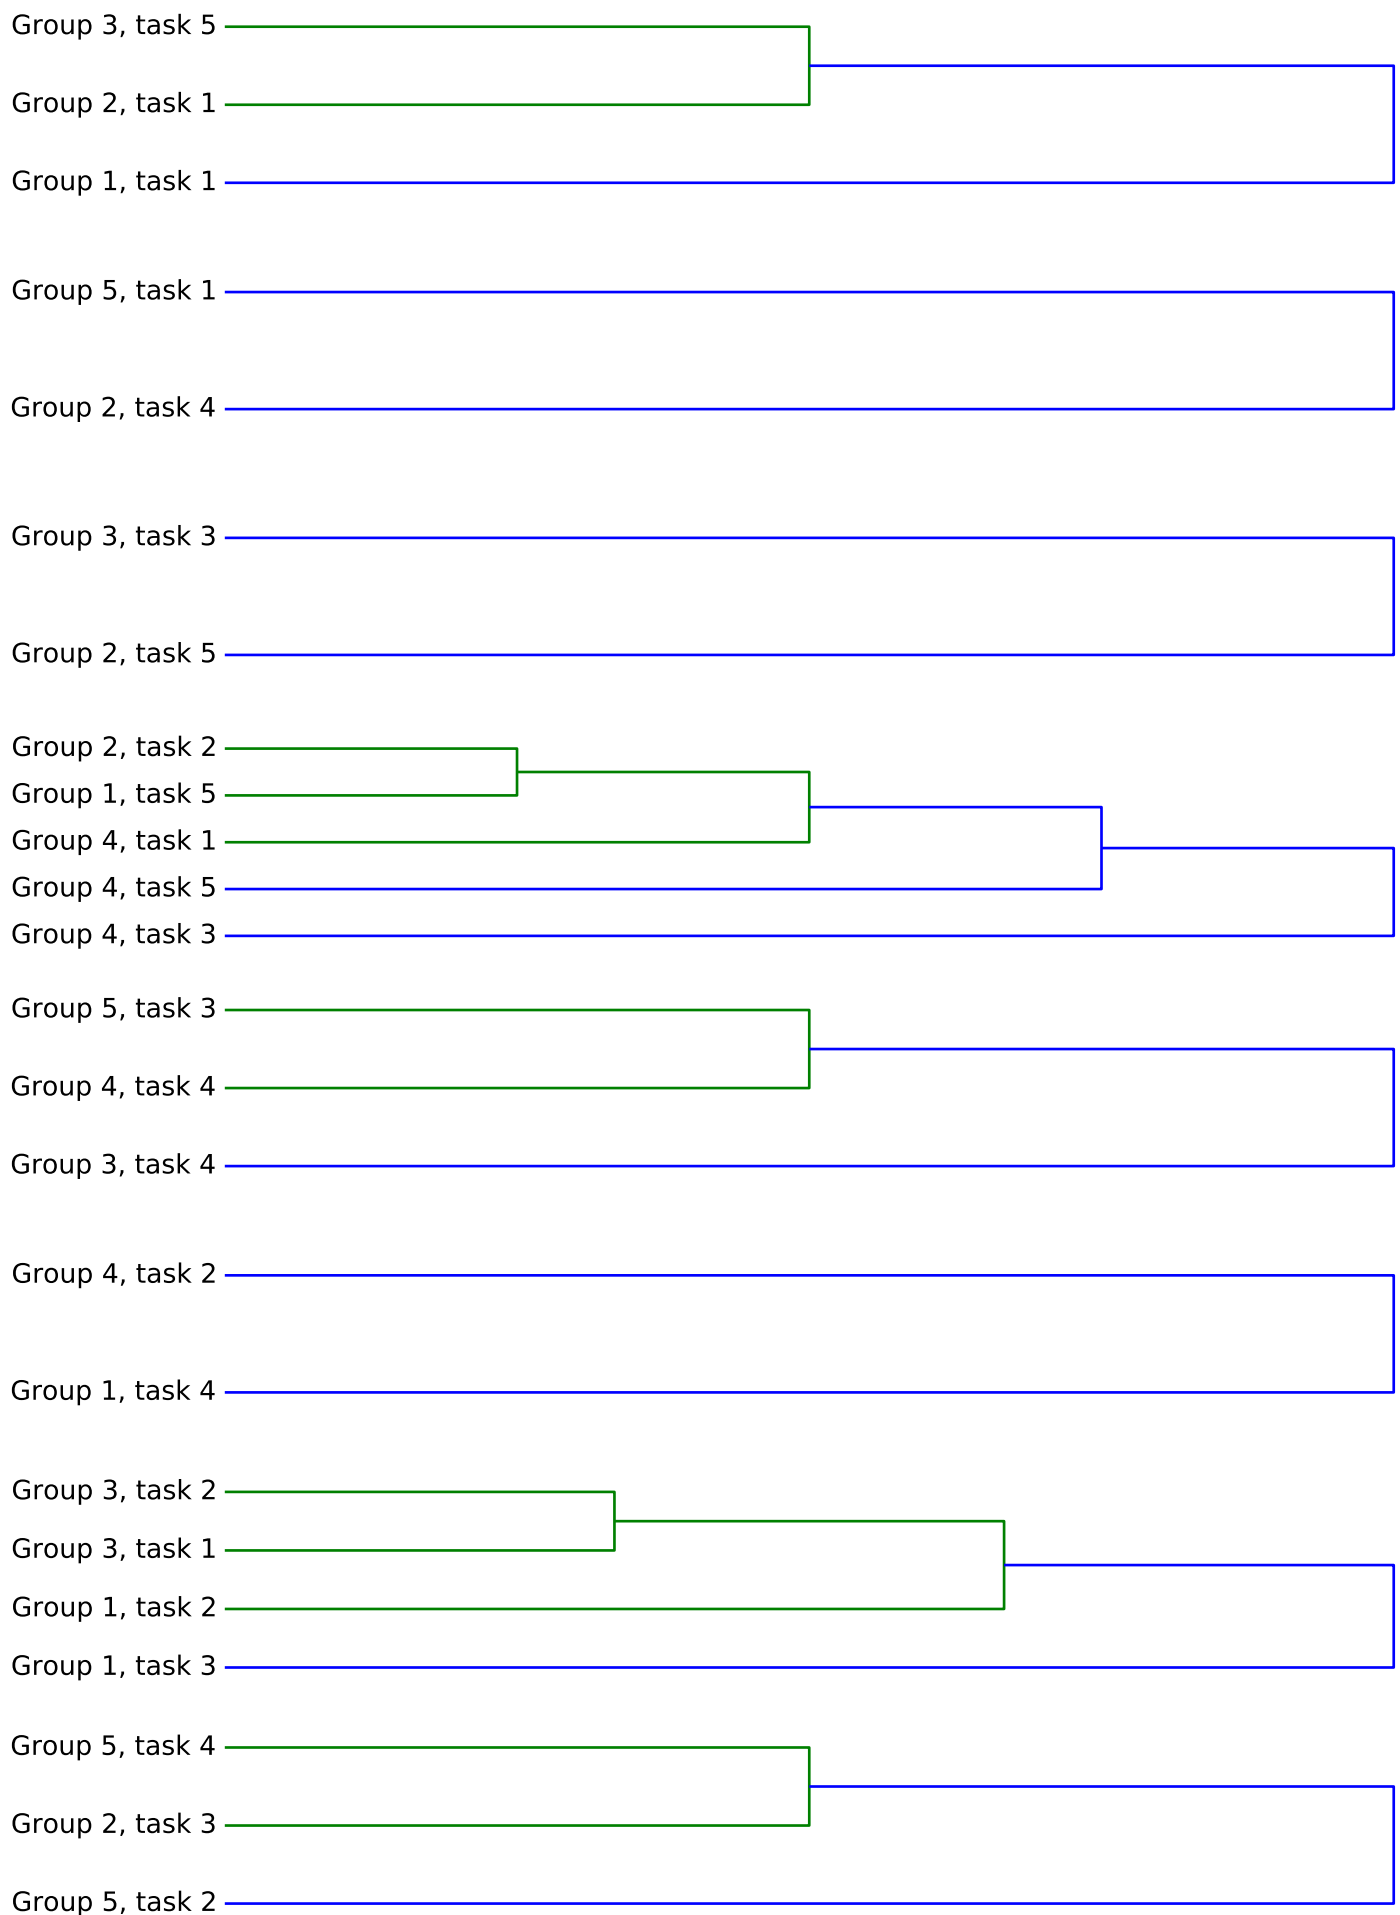 Group 3, task 5
Group 2, task 1
Group 1, task 1
Group 5, task 1
Group 2, task 4
Group 3, task 3
Group 2, task 5
Group 2, task 2
Group 1, task 5
Group 4, task 1
Group 4, task 5
Group 4, task 3
Group 5, task 3
Group 4, task 4
Group 3, task 4
Group 4, task 2
Group 1, task 4
Group 3, task 2
Group 3, task 1
Group 1, task 2
Group 1, task 3
Group 5, task 4
Group 2, task 3
Group 5, task 2